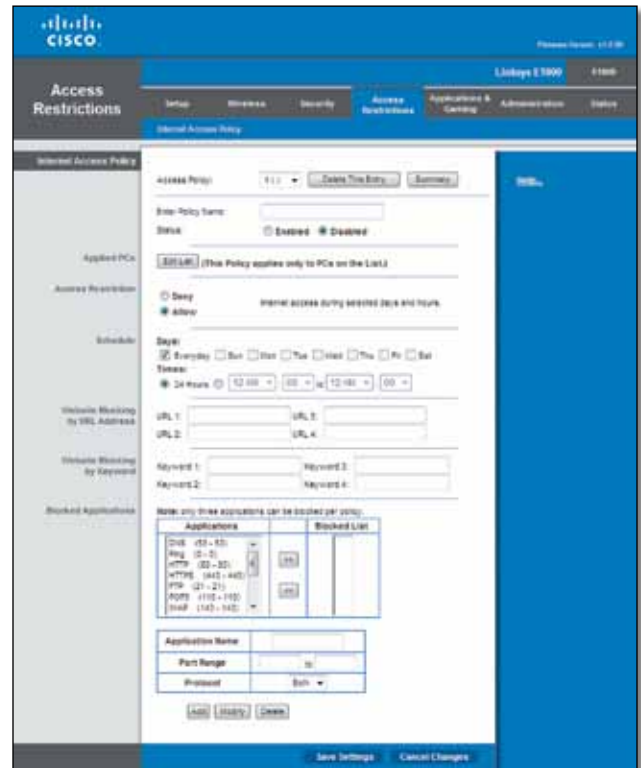 CISCO
Linksys E1000
Access Restrictions
Setup Wireless Security Access Restrictions Applications & Gaming Administration Status
Internet Access Policy
Internet Access Policy
Access Policy: Delete This Entry Summary
Enter Policy Name:
Status: Enabled Disabled
Applied PCs
Edit List (This Policy applies only to PCs on the List.)
Access Restriction
Deny
Allow
Internet access during selected days and hours.
Schedule
Days:
Everyday Sun Mon Tue Wed Thu Fri Sat
Times:
24 Hours 12 : 00 to 12 : 00
Website Blocking by URL Address
URL 1: URL 3:
URL 2: URL 4:
Website Blocking by Keyword
Keyword 1: Keyword 3:
Keyword 2: Keyword 4:
Blocked Applications
Note: only three applications can be blocked per policy.
Applications Blocked List
DNS (53 - 53)
Ping (0 - 0)
HTTP (80 - 80)
HTTPS (443 - 443)
FTP (21 - 21)
POP3 (110 - 110)
IMAP (143 - 143)
>>
<<
Application Name
Port Range to
Protocol Both
Add Modify Delete
Save Settings Cancel Changes